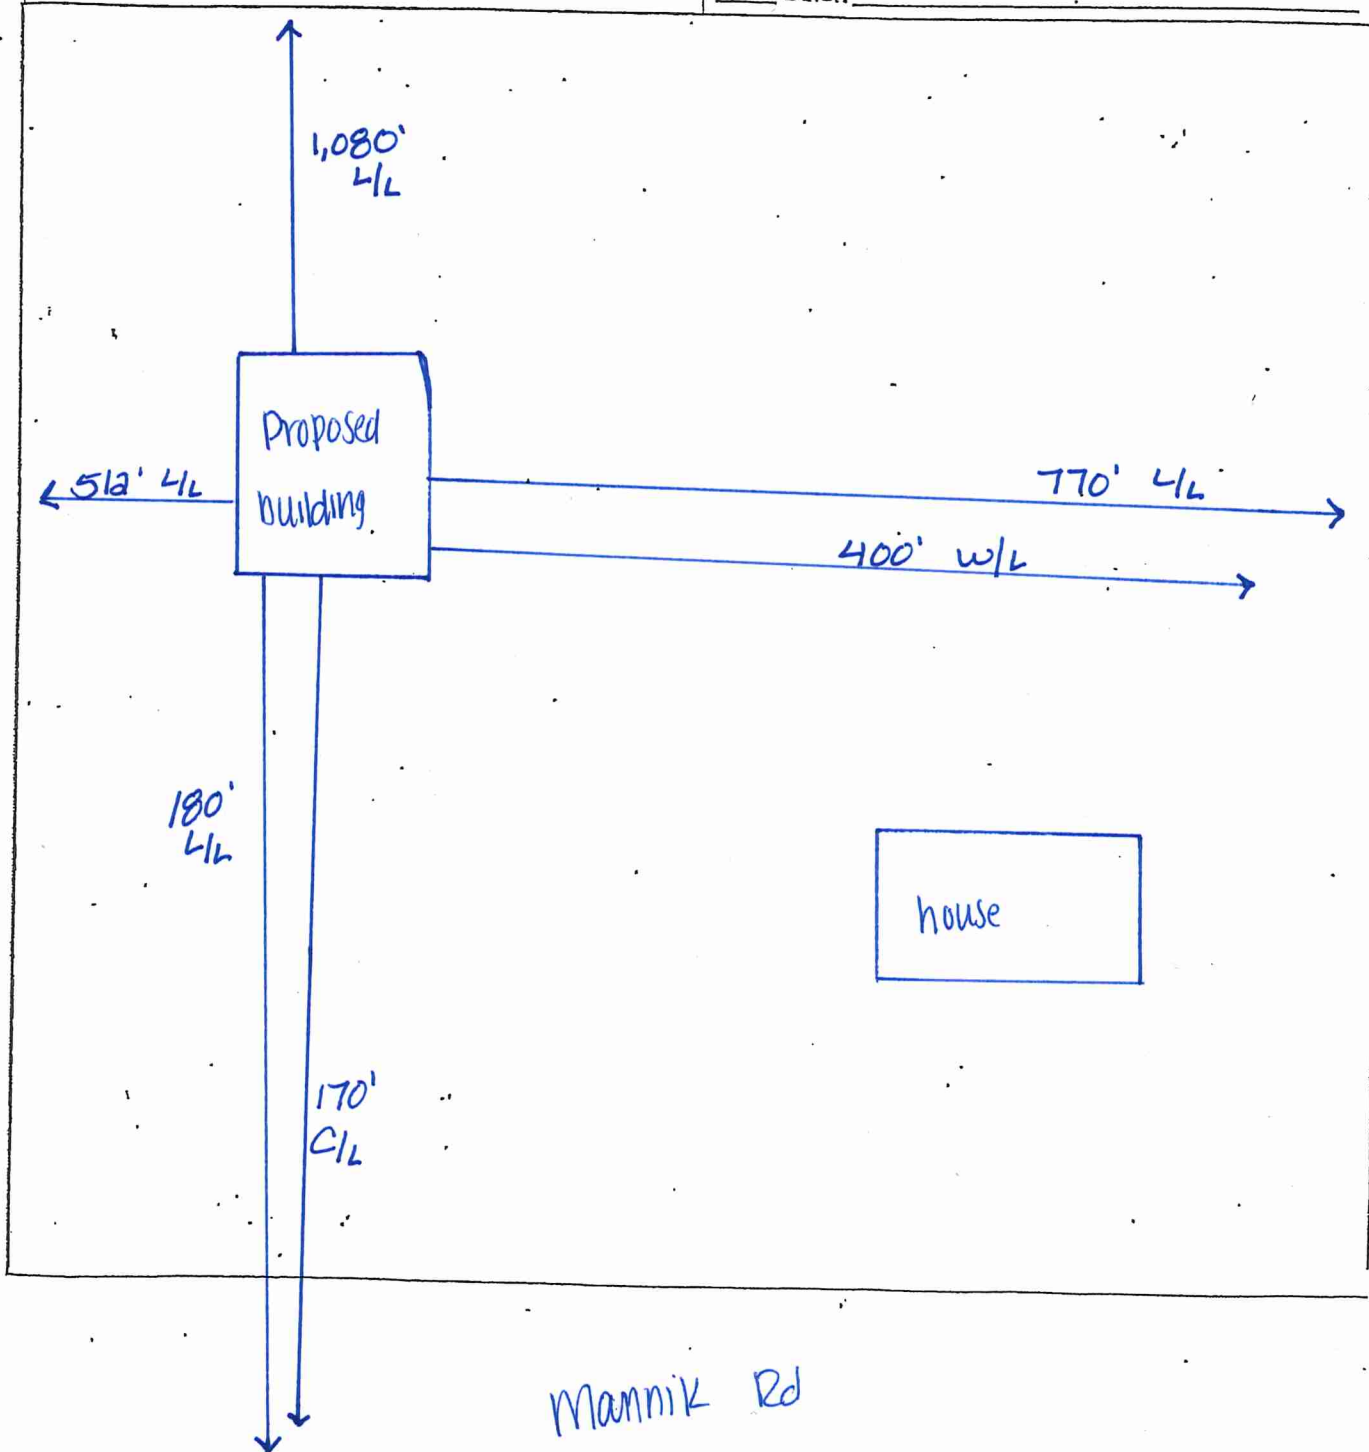 1,080'
L/L
Proposed
building
512' L/L
770' L/L
400' W/L
180'
L/L
house
170'
C/L
Mannik Rd